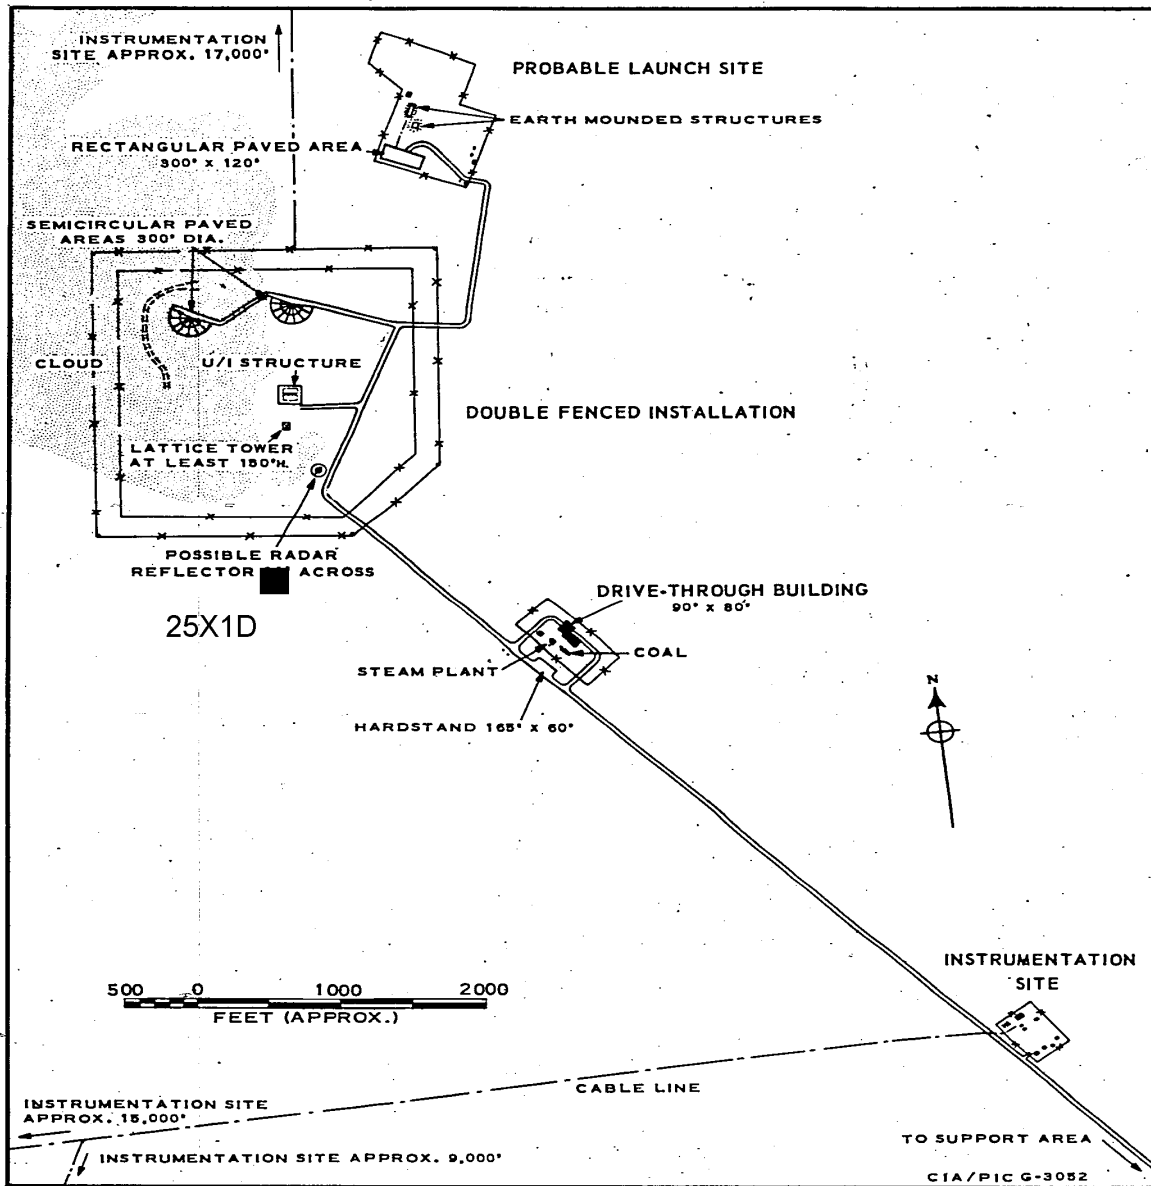 INSTRUMENTATION
SITE APPROX. 17,000'
PROBABLE LAUNCH SITE
EARTH MOUNDED STRUCTURES
RECTANGULAR PAVED AREA
300' X 120'
SEMICIRCULAR PAVED
AREAS 300' DIA.
CLOUD
U/I STRUCTURE
DOUBLE FENCED INSTALLATION
LATTICE TOWER
AT LEAST 150'H.
POSSIBLE RADAR
REFLECTOR ACROSS
25X1D
DRIVE-THROUGH BUILDING
90' X 80'
COAL
STEAM PLANT
HARDSTAND 165' X 60'
N
INSTRUMENTATION
SITE
500 0 1000 2000
FEET (APPROX.)
CABLE LINE
INSTRUMENTATION SITE
APPROX. 15,000'
INSTRUMENTATION SITE APPROX. 9,000'
TO SUPPORT AREA
CIA/PIC G-3052